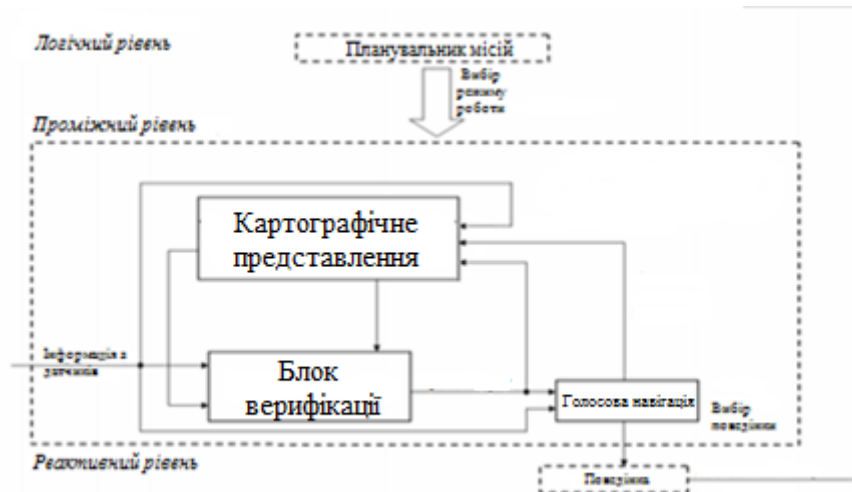 Логічний рівень
Планувальник місій
Вибір
режиму
роботи
Проміжний рівень
Картографічне
представлення
Інформація з
датчиків
Блок
верифікації
Голосова навігація
Вибір
поведінки
Реактивний рівень
Поведінка